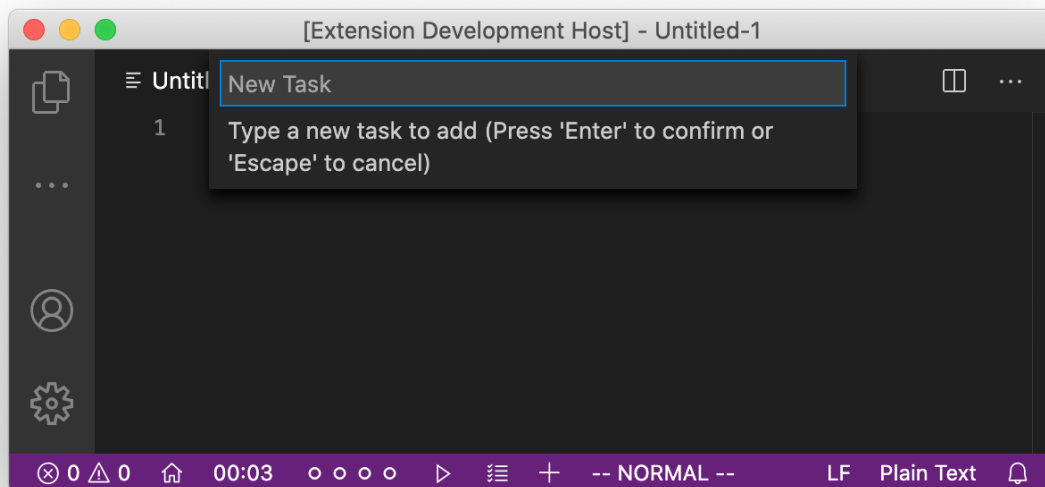 [Extension Development Host] - Untitled-1
New Task
1
Type a new task to add (Press 'Enter' to confirm or
'Escape' to cancel)
0 0 00:03 -- NORMAL -- LF Plain Text